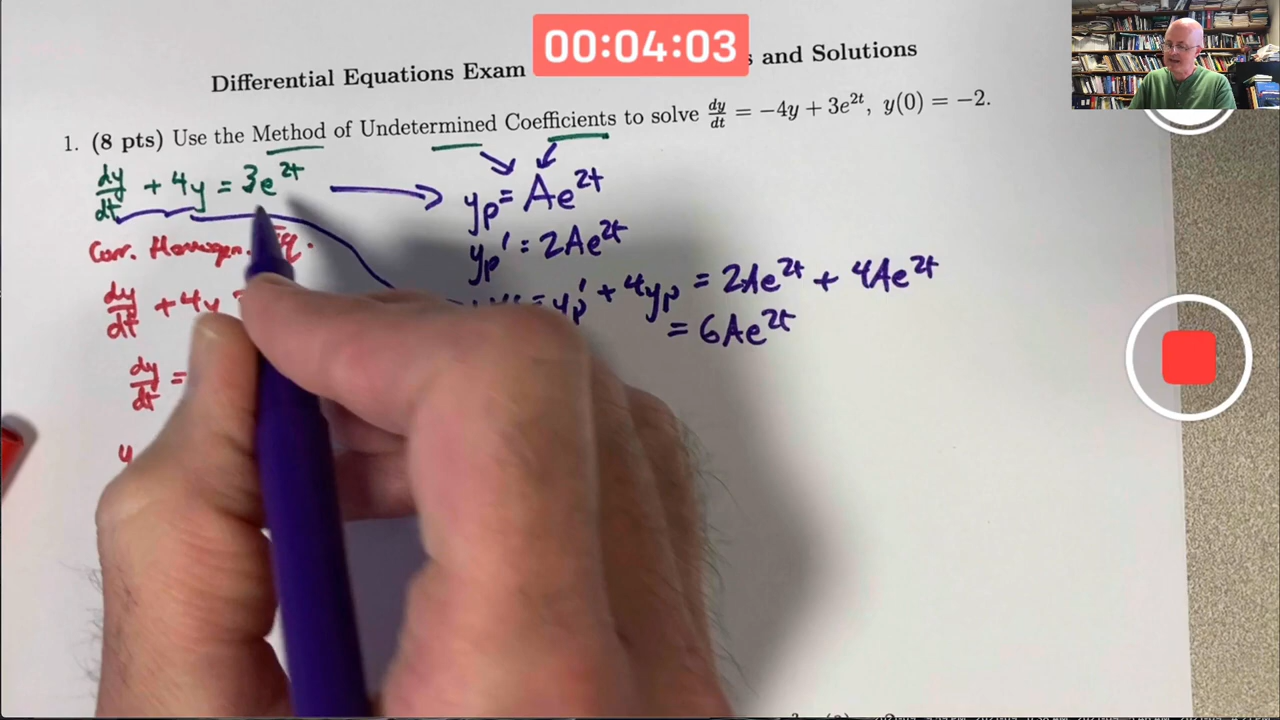 00:04:03
Differential Equations Exam s and Solutions
1. (8 pts) Use the Method of Undetermined Coefficients to solve dy/dt = −4y + 3e^{2t}, y(0) = −2.
dy/dt + 4y = 3e^{2t} → y_p = Ae^{2t}
y_p' = 2Ae^{2t}
Corr. Homogen. Eq.
dy/dt + 4y = y_p' + 4y_p = 2Ae^{2t} + 4Ae^{2t}
= 6Ae^{2t}
dy/dt =
y